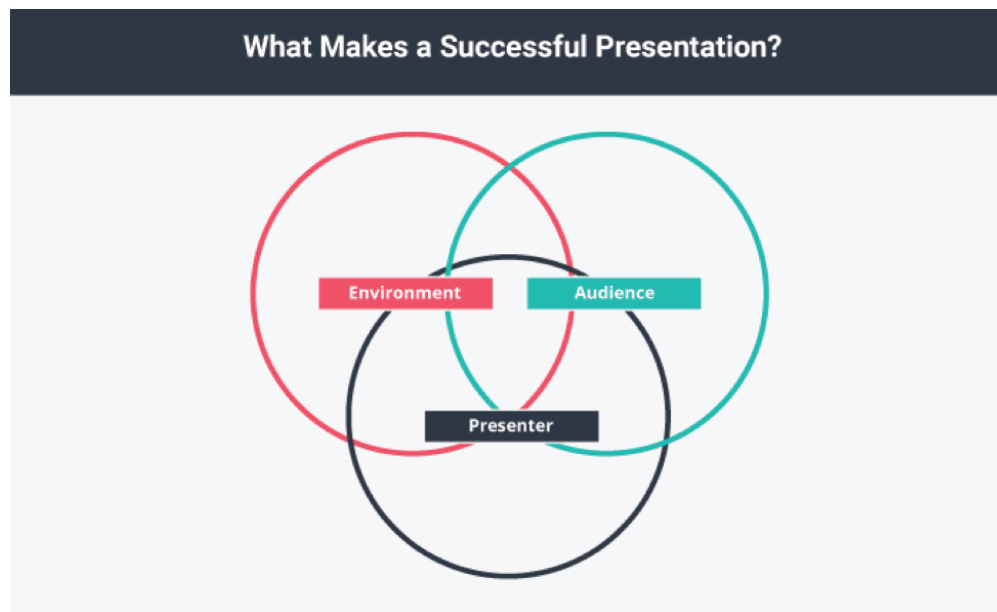 What Makes a Successful Presentation?
Environment
Audience
Presenter